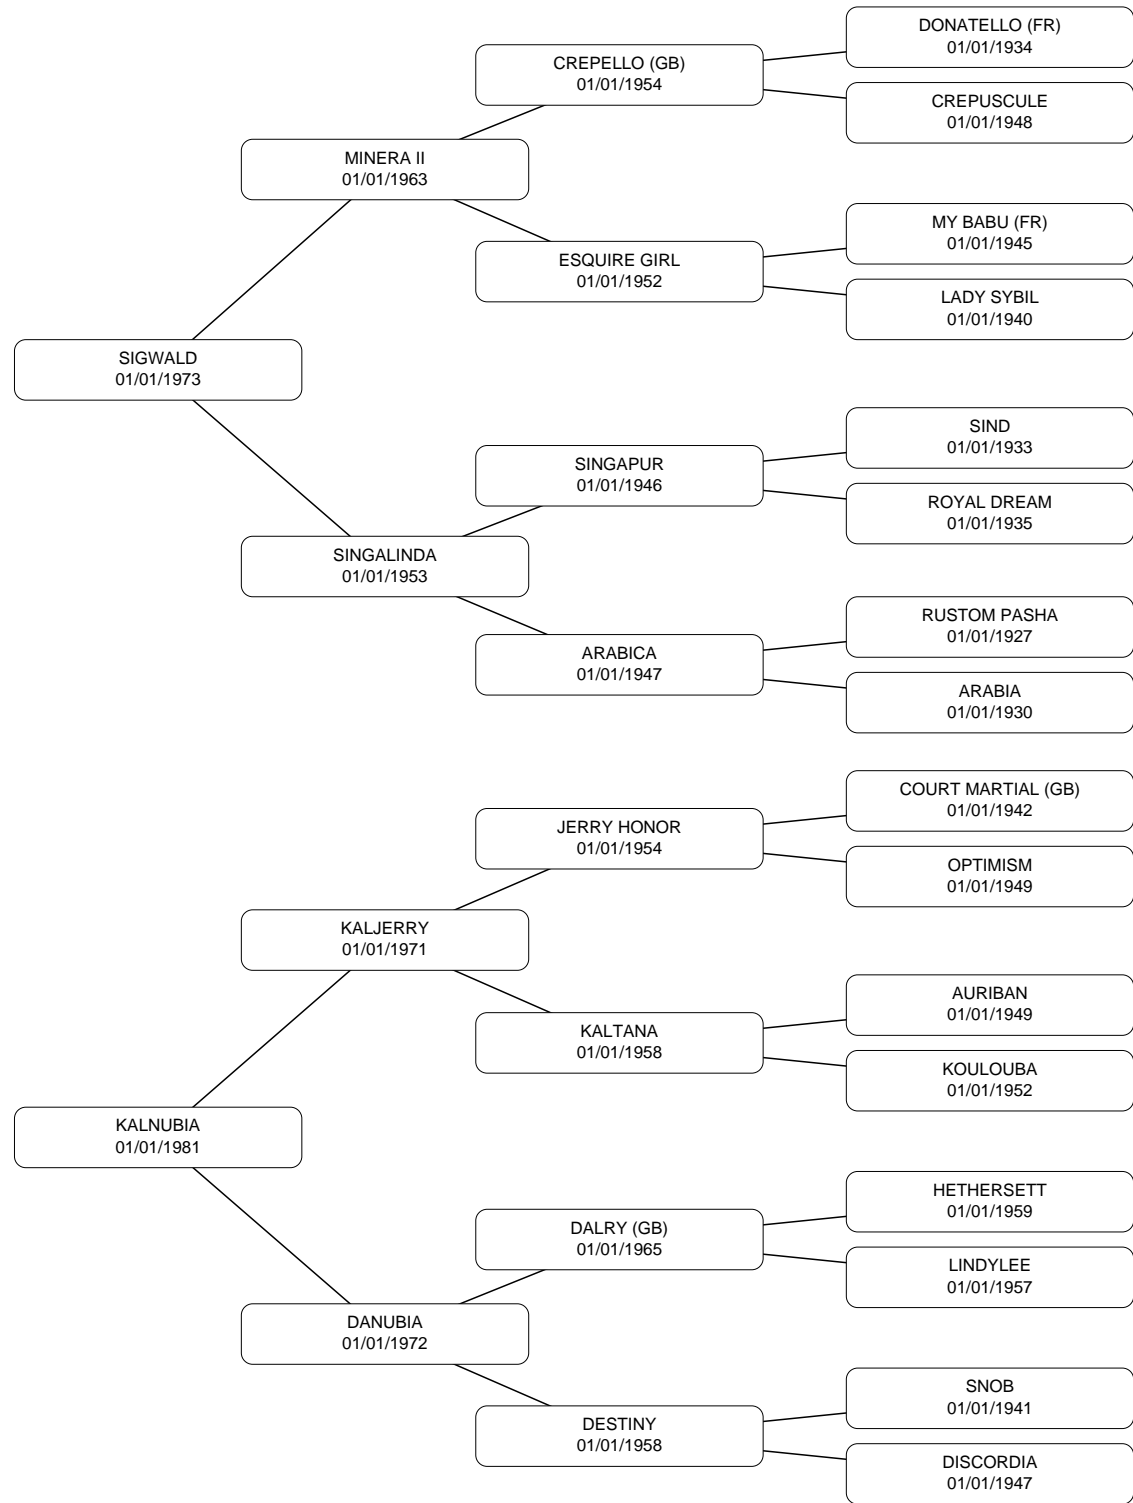 DONATELLO (FR)
01/01/1934
CREPELLO (GB)
01/01/1954
CREPUSCULE
01/01/1948
MINERA II
01/01/1963
MY BABU (FR)
01/01/1945
ESQUIRE GIRL
01/01/1952
LADY SYBIL
01/01/1940
SIGWALD
01/01/1973
SIND
01/01/1933
SINGAPUR
01/01/1946
ROYAL DREAM
01/01/1935
SINGALINDA
01/01/1953
RUSTOM PASHA
01/01/1927
ARABICA
01/01/1947
ARABIA
01/01/1930
COURT MARTIAL (GB)
01/01/1942
JERRY HONOR
01/01/1954
OPTIMISM
01/01/1949
KALJERRY
01/01/1971
AURIBAN
01/01/1949
KALTANA
01/01/1958
KOULOUBA
01/01/1952
KALNUBIA
01/01/1981
HETHERSETT
01/01/1959
DALRY (GB)
01/01/1965
LINDYLEE
01/01/1957
DANUBIA
01/01/1972
SNOB
01/01/1941
DESTINY
01/01/1958
DISCORDIA
01/01/1947